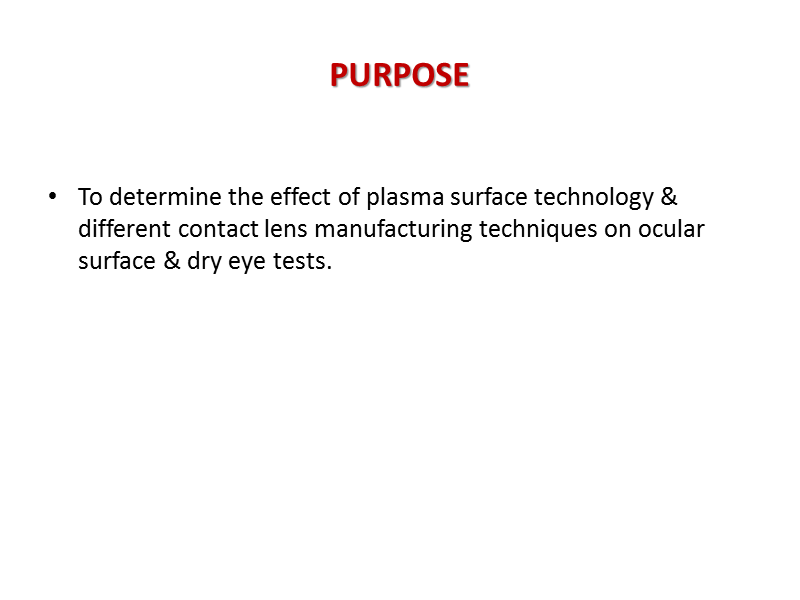 PURPOSE
• To determine the effect of plasma surface technology &
different contact lens manufacturing techniques on ocular
surface & dry eye tests.